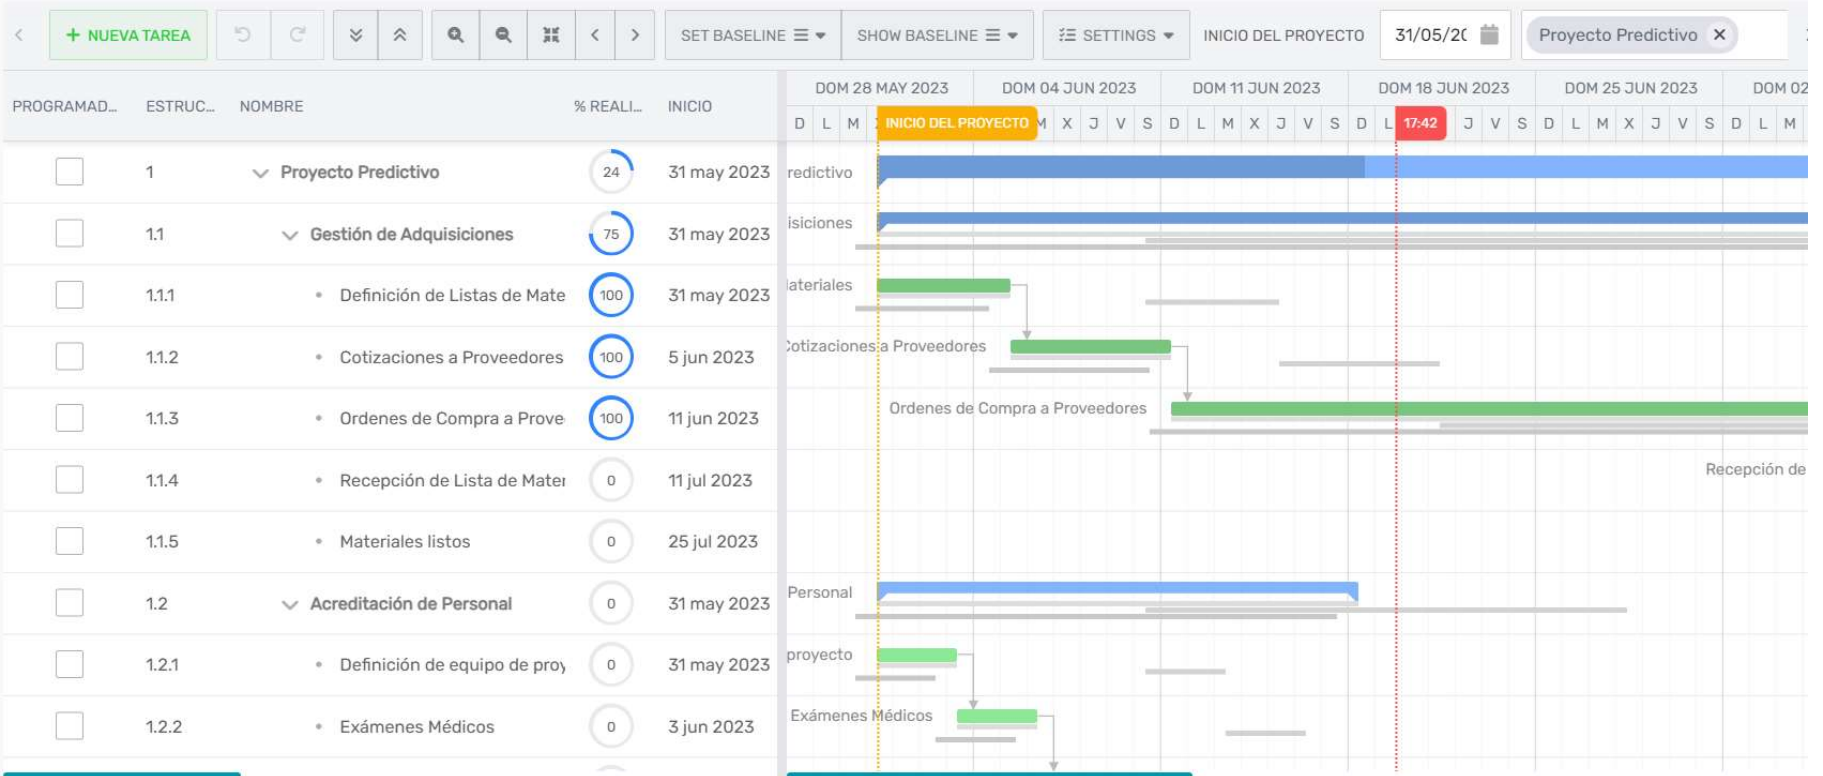 + NUEVA TAREA
SET BASELINE
SHOW BASELINE
SETTINGS
INICIO DEL PROYECTO
31/05/20
Proyecto Predictivo ×
PROGRAMAD... ESTRUC... NOMBRE % REALI... INICIO
DOM 28 MAY 2023 DOM 04 JUN 2023 DOM 11 JUN 2023 DOM 18 JUN 2023 DOM 25 JUN 2023 DOM 02
D L M INICIO DEL PROYECTO M X J V S D L M X J V S D L 17:42 J V S D L M X J V S D L M
1 Proyecto Predictivo 24 31 may 2023 redictivo
1.1 Gestión de Adquisiciones 75 31 may 2023 isiciones
1.1.1 Definición de Listas de Mate 100 31 may 2023 ateriales
1.1.2 Cotizaciones a Proveedores 100 5 jun 2023 Cotizaciones a Proveedores
1.1.3 Ordenes de Compra a Prove 100 11 jun 2023 Ordenes de Compra a Proveedores
1.1.4 Recepción de Lista de Mater 0 11 jul 2023 Recepción de
1.1.5 Materiales listos 0 25 jul 2023
1.2 Acreditación de Personal 0 31 may 2023 Personal
1.2.1 Definición de equipo de proy 0 31 may 2023 proyecto
1.2.2 Exámenes Médicos 0 3 jun 2023 Exámenes Médicos